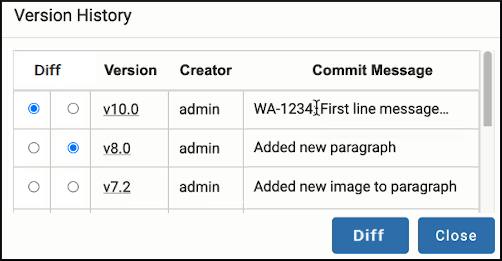 Version History
Diff Version Creator Commit Message
v10.0 admin WA-1234:First line message...
v8.0 admin Added new paragraph
v7.2 admin Added new image to paragraph
Diff Close